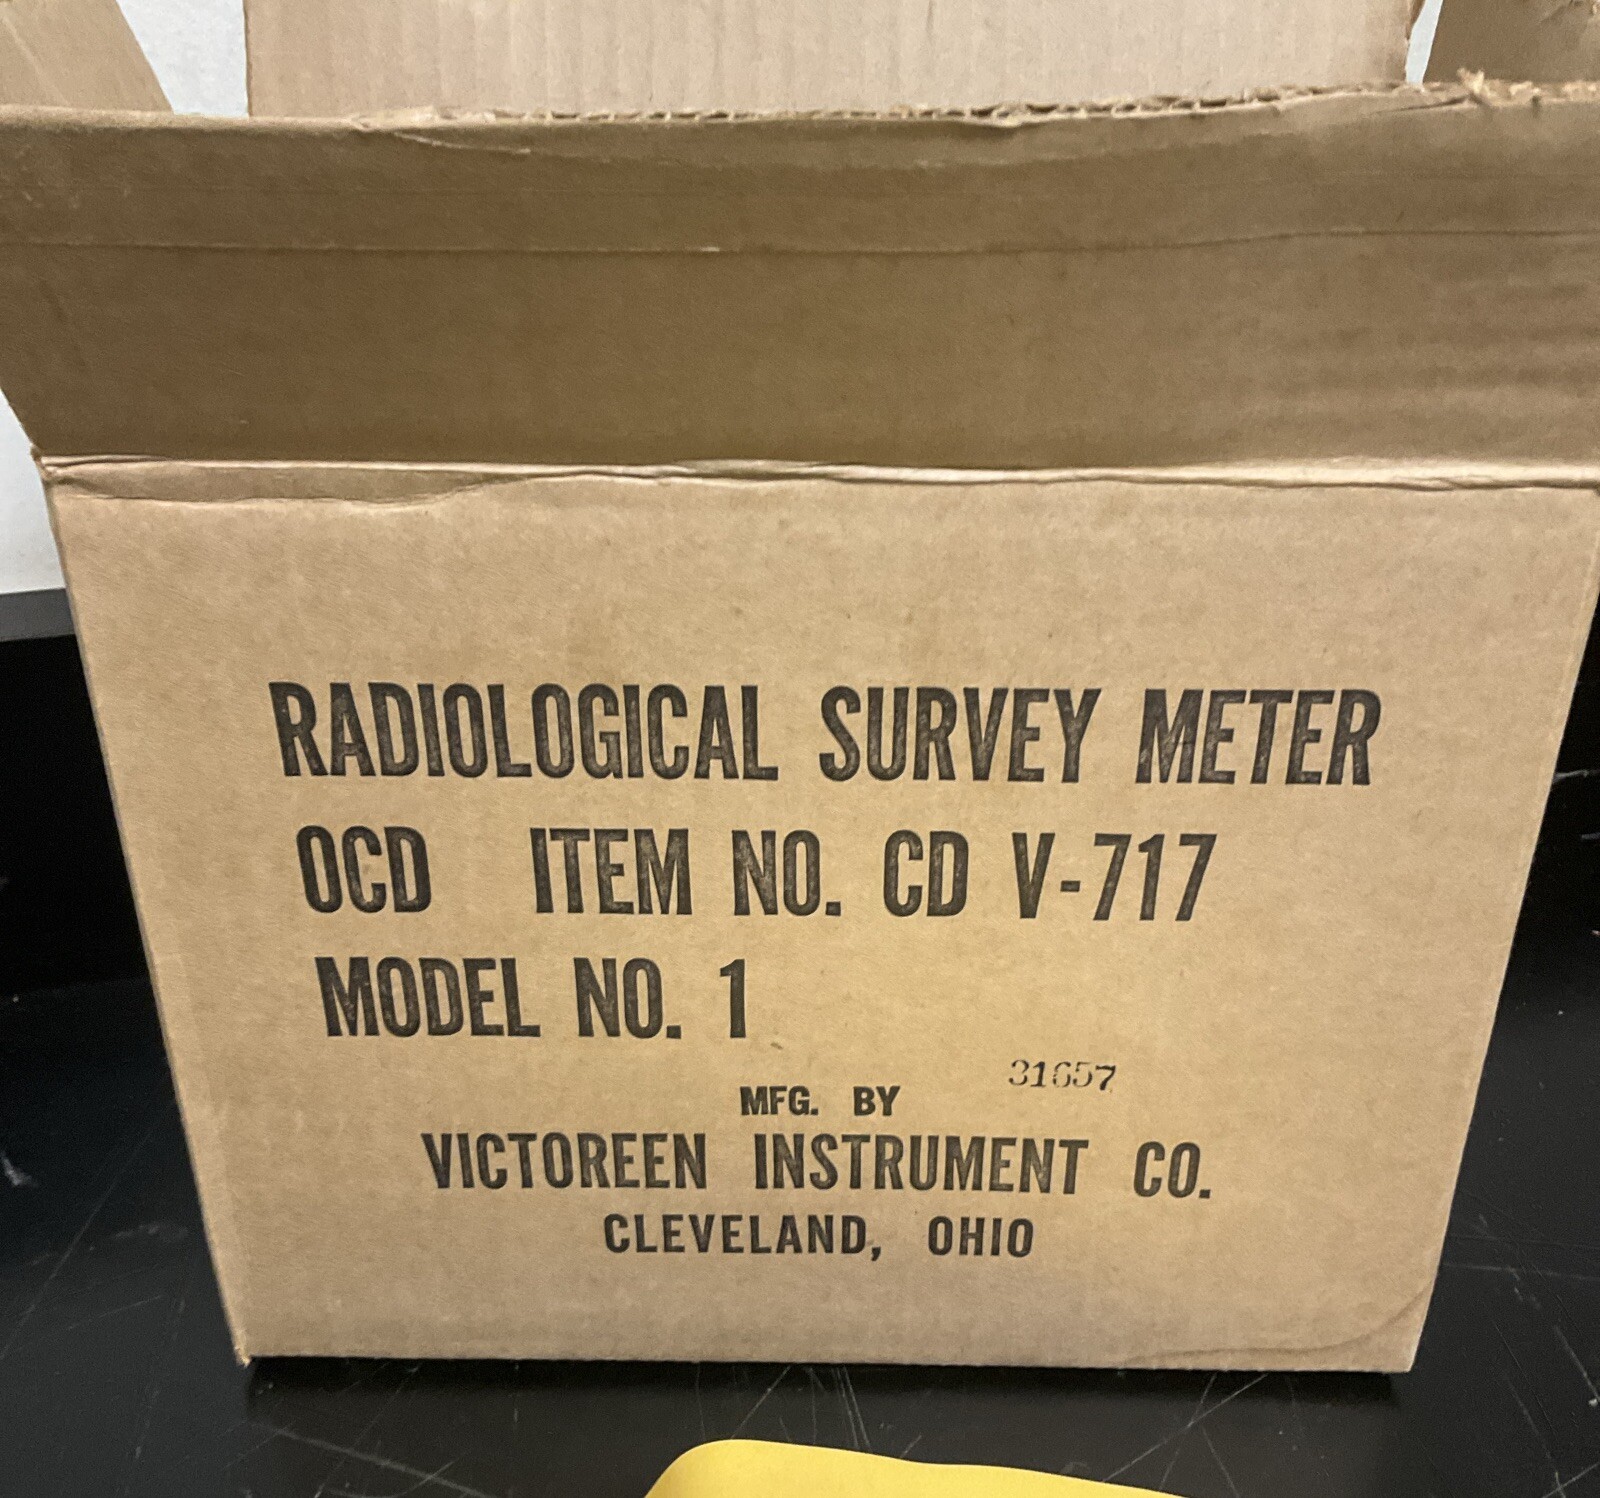 RADIOLOGICAL SURVEY METER
OCD ITEM NO. CD V-717
MODEL NO. 1
31657
MFG. BY
VICTOREEN INSTRUMENT CO.
CLEVELAND, OHIO